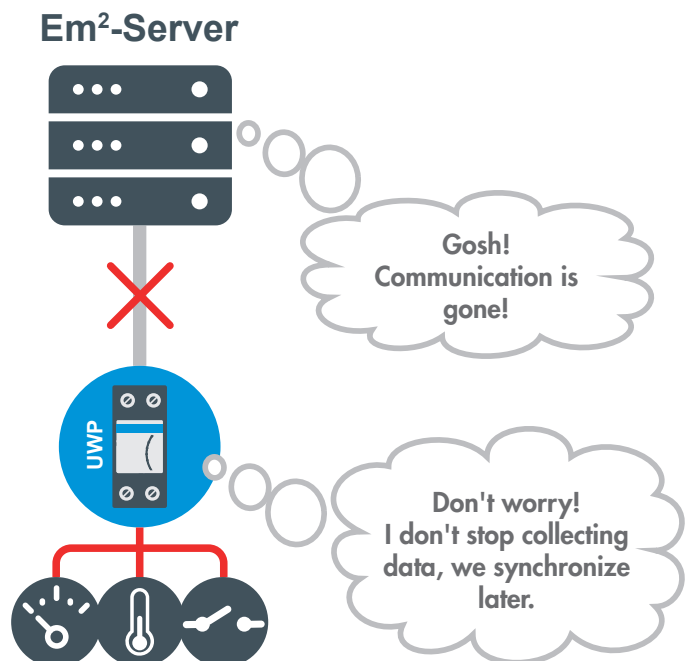 Em²-Server
Gosh!
Communication is
gone!
UWP
Don't worry!
I don't stop collecting
data, we synchronize
later.